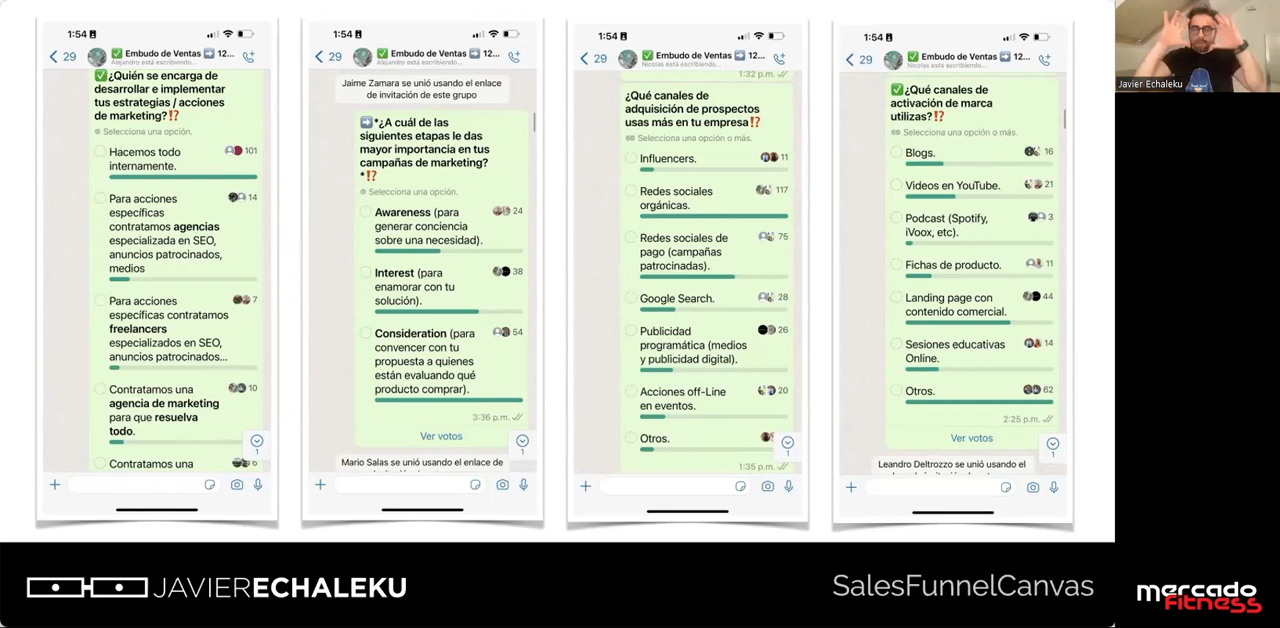 1:54
29
✅ Embudo de Ventas ➡️ 12...
Alejandro está escribiendo...
✅¿Quién se encarga de
desarrollar e implementar
tus estrategias / acciones
de marketing?⁉️
Selecciona una opción.
Hacemos todo
internamente.
101
Para acciones
específicas
contratamos agencias
especializada en SEO,
anuncios patrocinados,
medios
14
Para acciones
específicas contratamos
freelancers
especializados en SEO,
anuncios patrocinados...
7
Contratamos una
agencia de marketing
para que resuelva
todo.
10
Contratamos una
6
1
1:54
29
✅ Embudo de Ventas ➡️ 12...
Alejandro está escribiendo...
Jaime Zamara se unió usando el enlace
de invitación de este grupo
➡️*¿A cuál de las
siguientes etapas le das
mayor importancia en tus
campañas de marketing?
*⁉️
Selecciona una opción.
Awareness (para
generar conciencia
sobre una necesidad).
24
Interest (para
enamorar con tu
solución).
38
Consideration (para
convencer con tu
propuesta a quienes
están evaluando qué
producto comprar).
54
3:36 p.m.
Ver votos
1
Mario Salas se unió usando el enlace de
1:54
29
✅ Embudo de Ventas ➡️ 12...
Nicolas está escribiendo...
1:32 p.m.
¿Qué canales de
adquisición de prospectos
usas más en tu empresa⁉️
Selecciona una opción o más.
Influencers.
11
Redes sociales
orgánicas.
117
Redes sociales de
pago (campañas
patrocinadas).
75
Google Search.
28
Publicidad
programática (medios
y publicidad digital).
26
Acciones off-Line
en eventos.
20
Otros.
1
1:35 p.m.
1:54
29
✅ Embudo de Ventas ➡️ 12...
Nicolas está escribiendo...
✅¿Qué canales de
activación de marca
utilizas?⁉️
Selecciona una opción o más.
Blogs.
16
Videos en YouTube.
21
Podcast (Spotify,
iVoox, etc).
3
Fichas de producto.
11
Landing page con
contenido comercial.
44
Sesiones educativas
Online.
14
Otros.
62
2:25 p.m.
Ver votos
1
Leandro Deltrozzo se unió usando el
Javier Echaleku
JAVIERECHALEKU
SalesFunnelCanvas
mercado
fitness